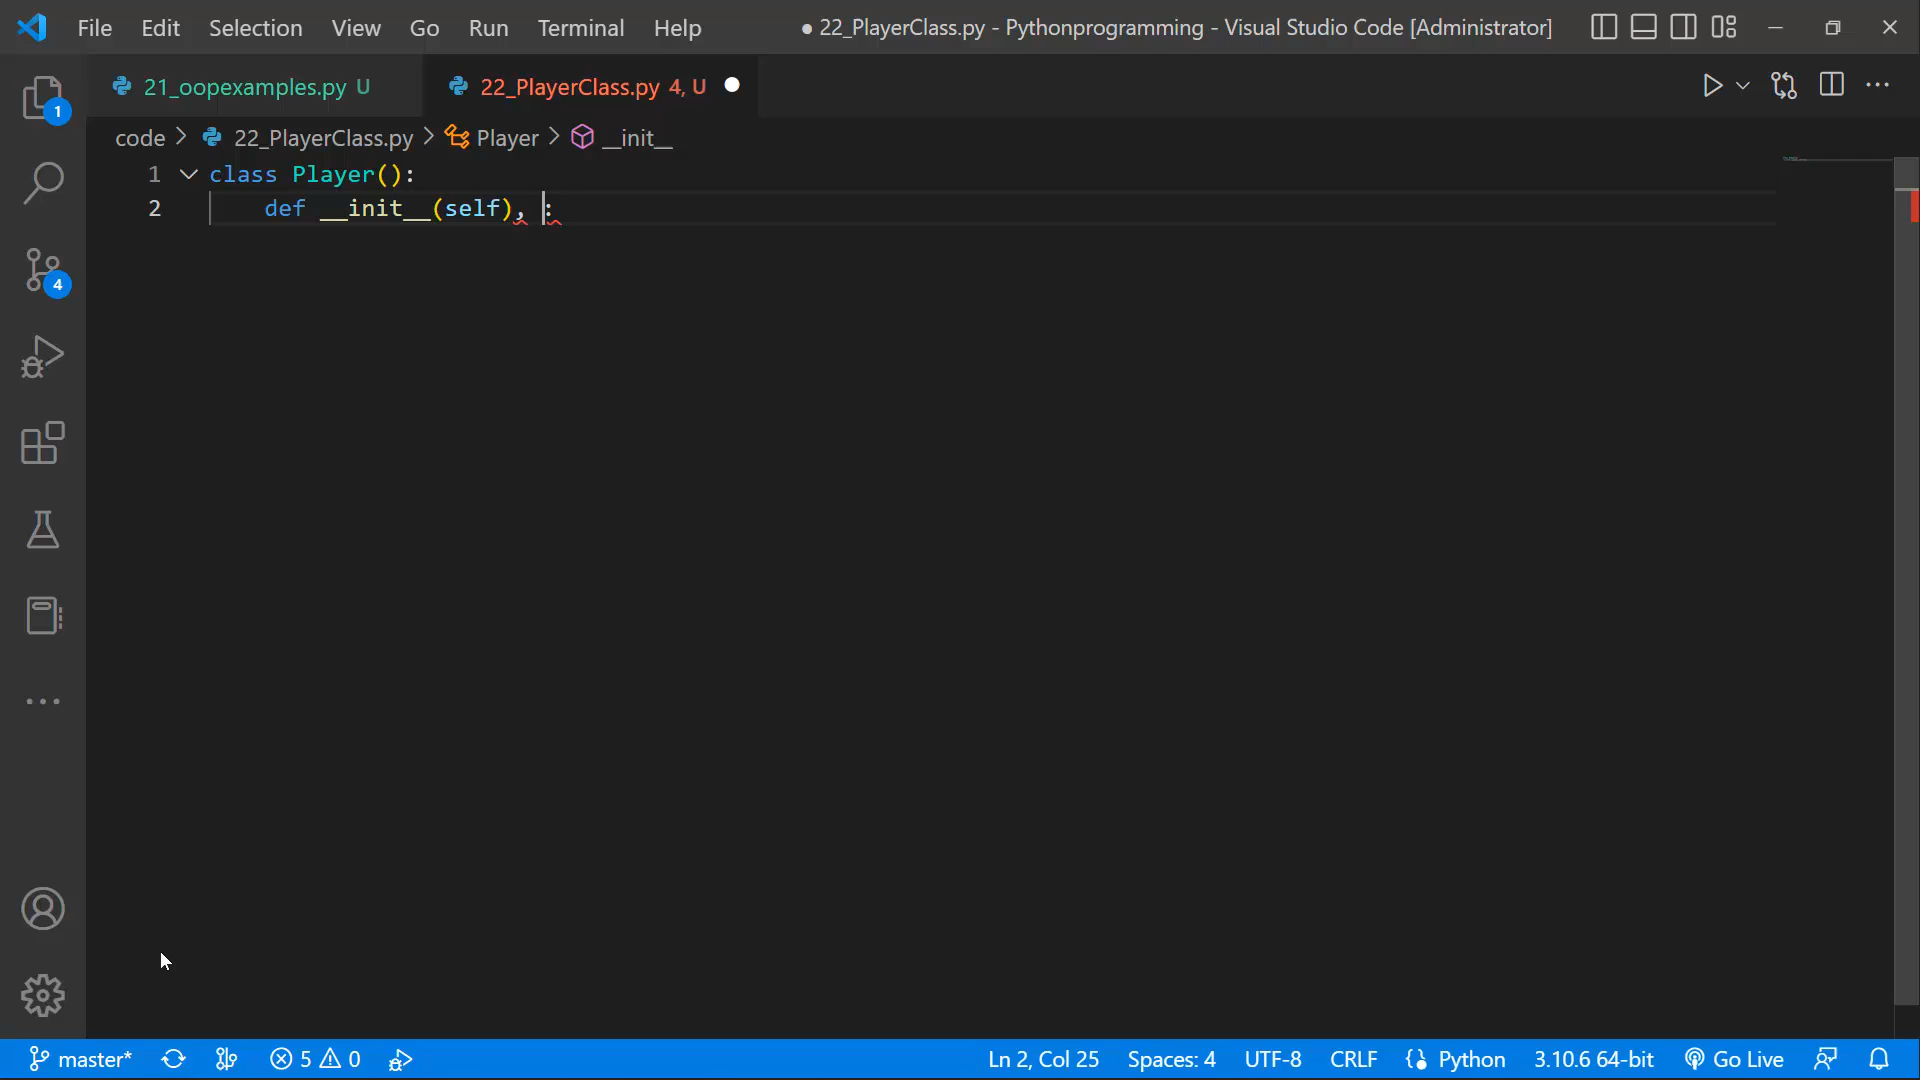 File Edit Selection View Go Run Terminal Help ● 22_PlayerClass.py - Pythonprogramming - Visual Studio Code [Administrator]
1 21_oopexamples.py U 22_PlayerClass.py 4, U
code > 22_PlayerClass.py > Player > __init__
1 class Player():
2 def __init__(self), :
4
master* 5 0 Ln 2, Col 25 Spaces: 4 UTF-8 CRLF Python 3.10.6 64-bit Go Live